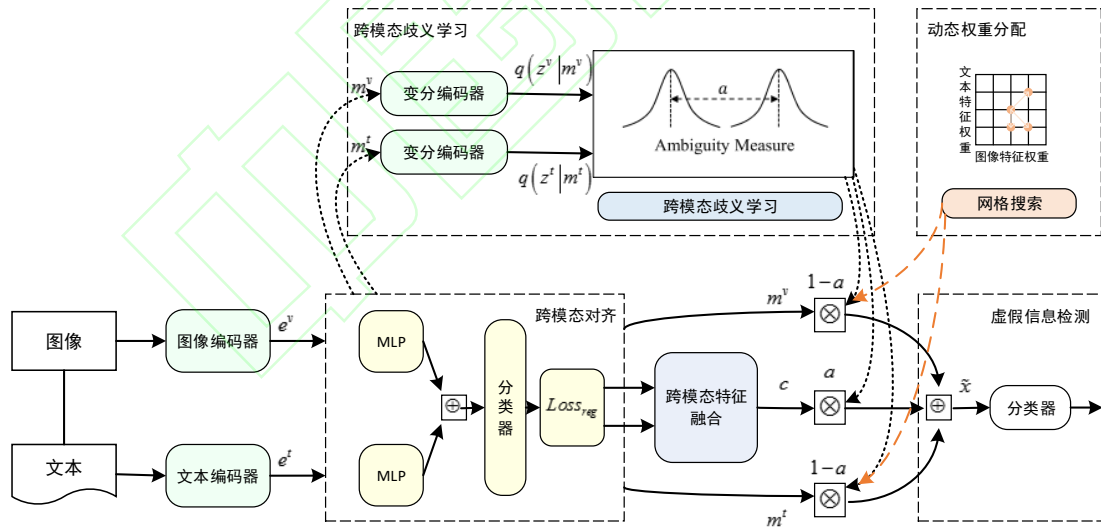 跨模态歧义学习
动态权重分配
m^v
变分编码器
q(z^v|m^v)
a
Ambiguity Measure
m^t
变分编码器
q(z^t|m^t)
跨模态歧义学习
文本特征权重
图像特征权重
网格搜索
图像
图像编码器
e^v
文本
文本编码器
e^t
跨模态对齐
MLP
MLP
⊕
分类器
Loss_reg
跨模态特征
融合
m^v
1-a
⊗
c
a
⊗
m^t
1-a
⊗
虚假信息检测
⊕
x̃
分类器